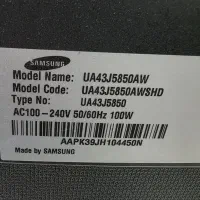 SAMSUNG
Model Name: UA43J5850AW
Model Code: UA43J5850AWSHD
Type No: UA43J5850
AC100-240V 50/60Hz 100W
AAPK39JH104450N
Made by SAMSUNG